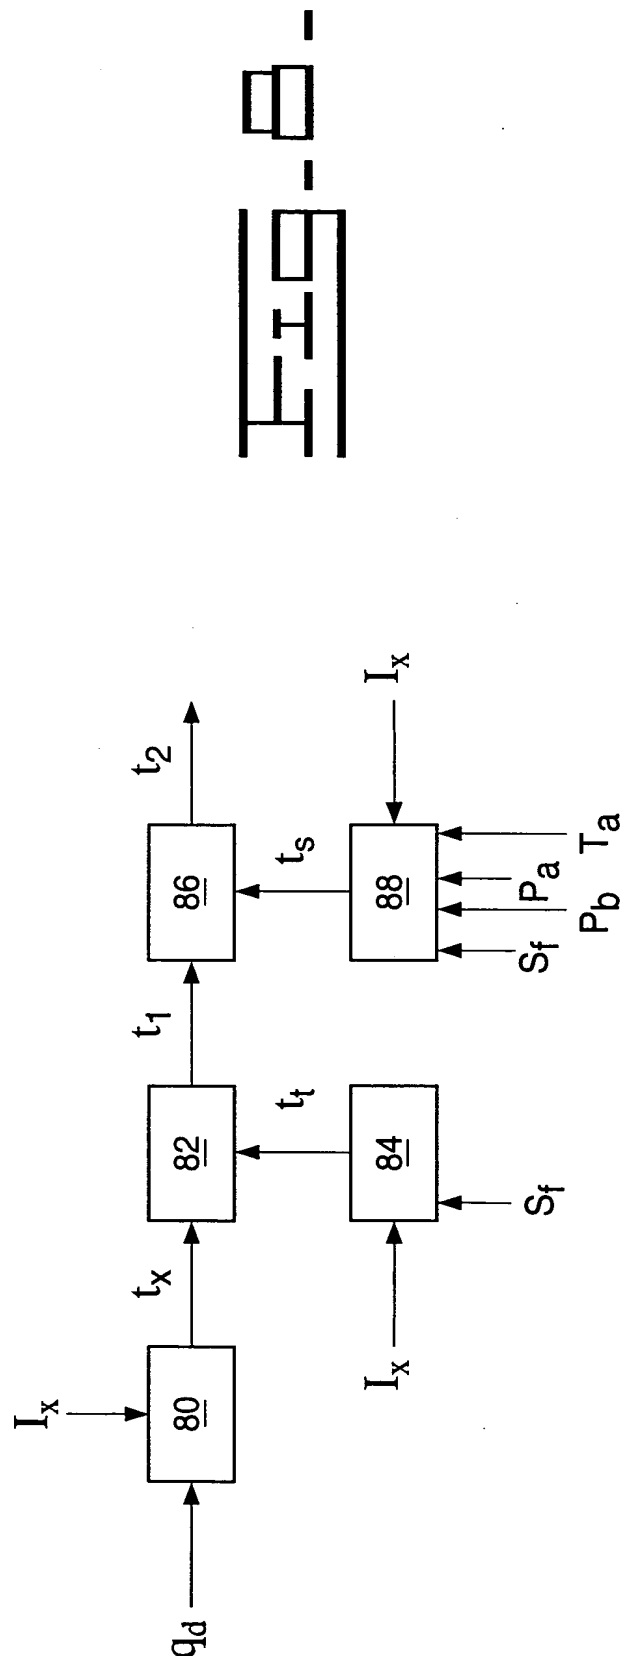 Fig_8_
I_x
q_d 80 t_x 82 t_1 86 t_2
t_t t_s
I_x 84 88 I_x
S_f S_f P_b P_a T_a